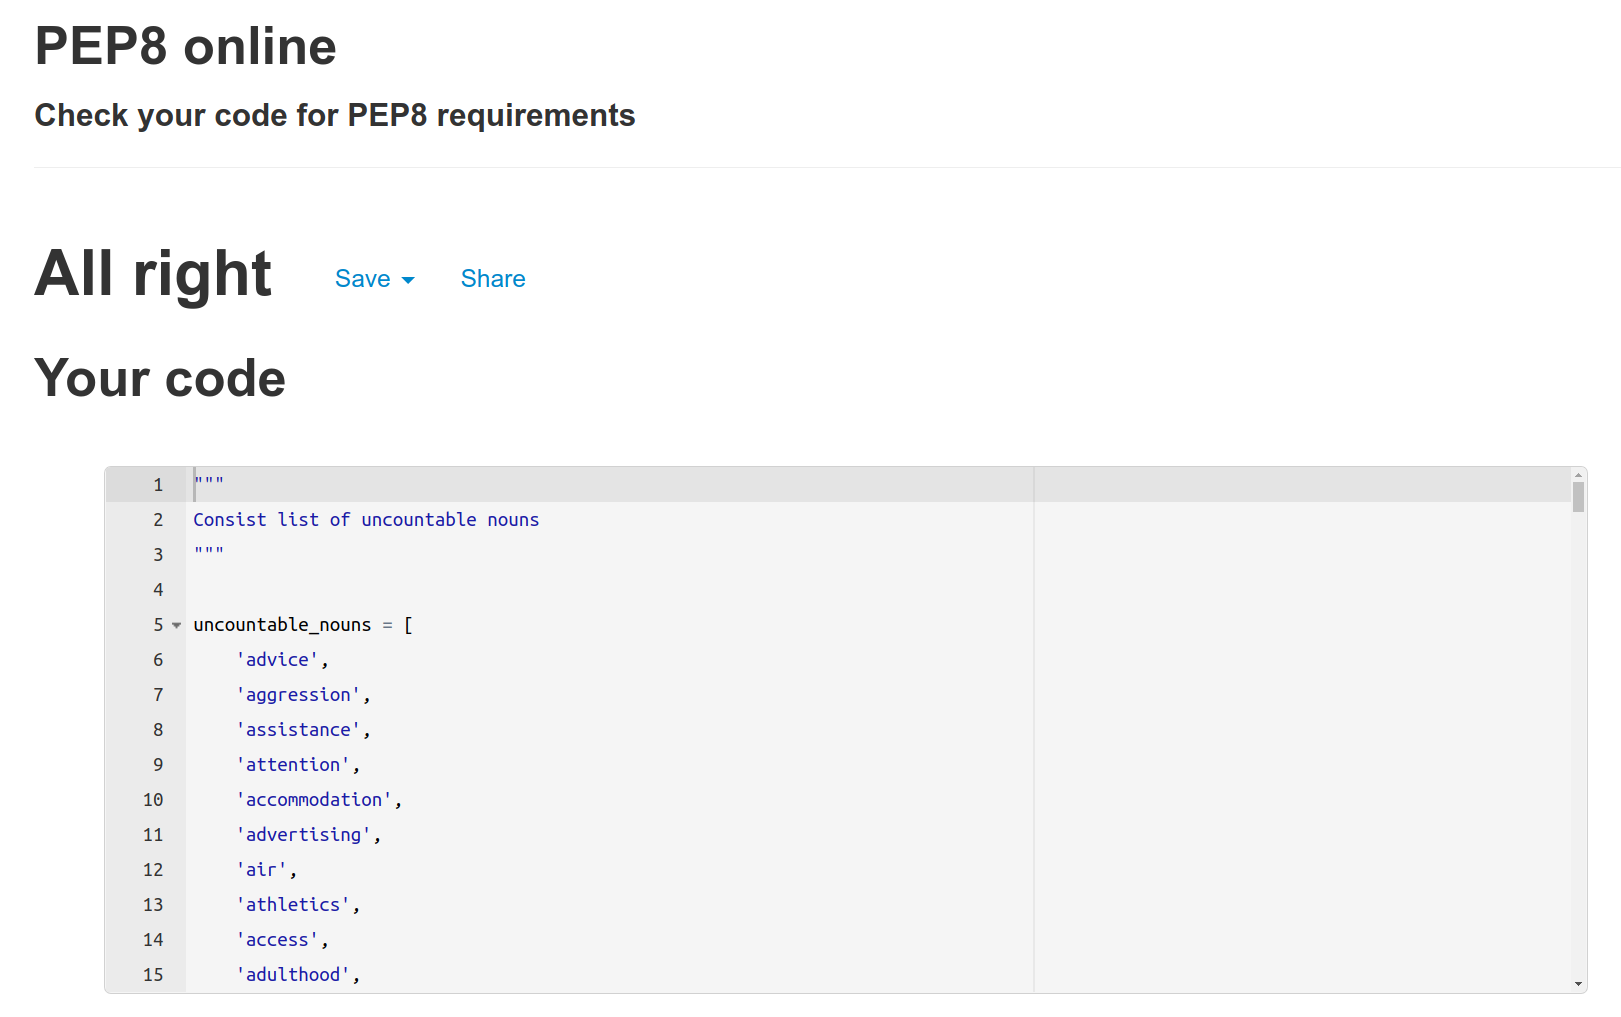 PEP8 online
Check your code for PEP8 requirements
All right Save Share
Your code
1 """
2 Consist list of uncountable nouns
3 """
4
5 uncountable_nouns = [
6 'advice',
7 'aggression',
8 'assistance',
9 'attention',
10 'accommodation',
11 'advertising',
12 'air',
13 'athletics',
14 'access',
15 'adulthood',